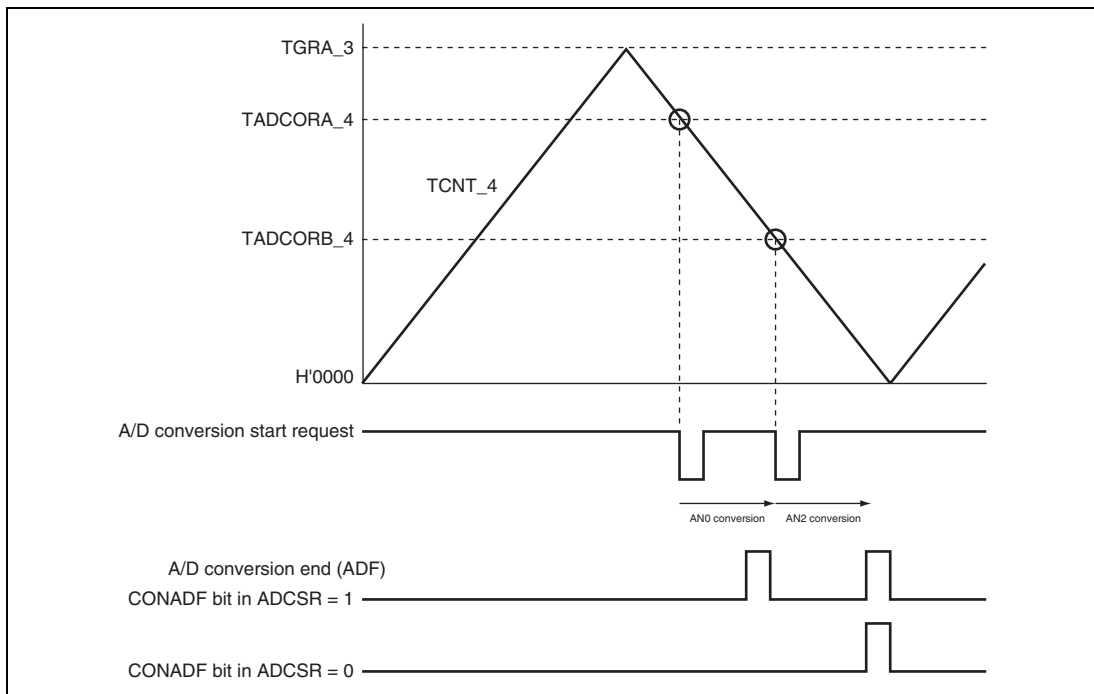 TGRA_3
TADCORA_4
TCNT_4
TADCORB_4
H'0000
A/D conversion start request
AN0 conversion
AN2 conversion
A/D conversion end (ADF)
CONADF bit in ADCSR = 1
CONADF bit in ADCSR = 0